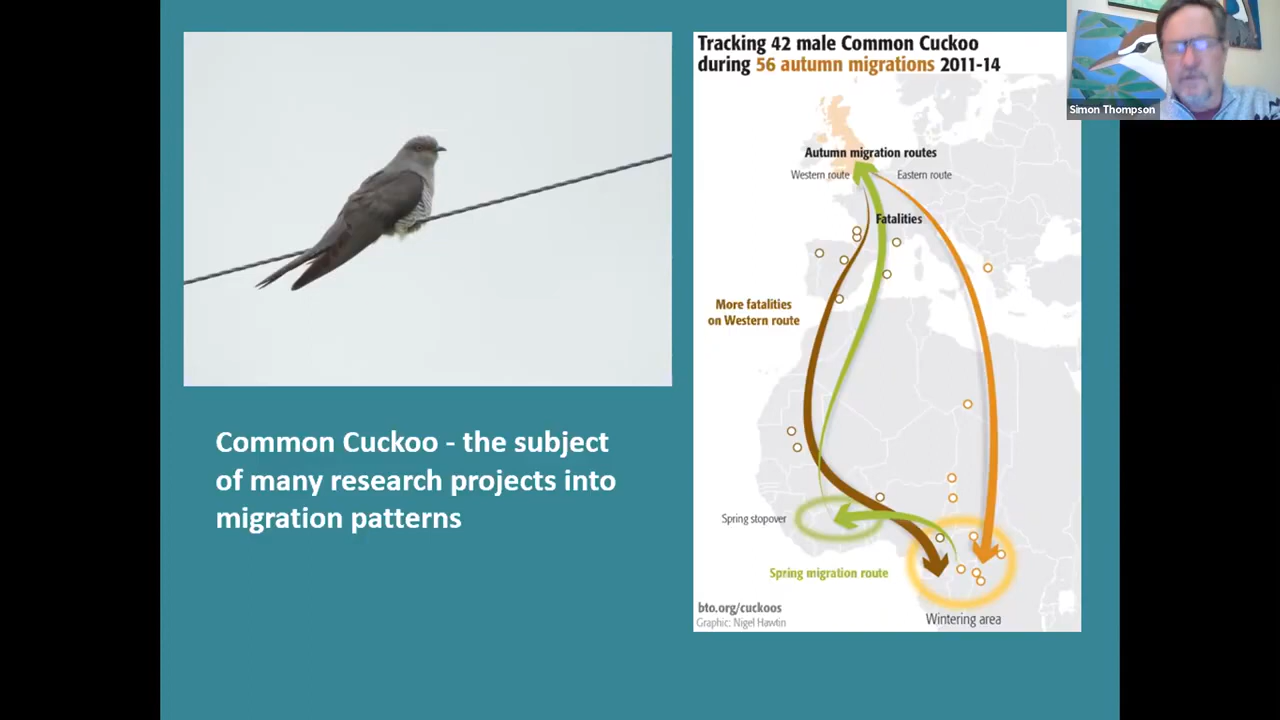 Tracking 42 male Common Cuckoo
during 56 autumn migrations 2011-14
Simon Thompson
Autumn migration routes
Western route
Eastern route
Fatalities
More fatalities
on Western route
Common Cuckoo - the subject
of many research projects into
migration patterns
Spring stopover
Spring migration route
bto.org/cuckoos
Graphic: Nigel Hawtin
Wintering area